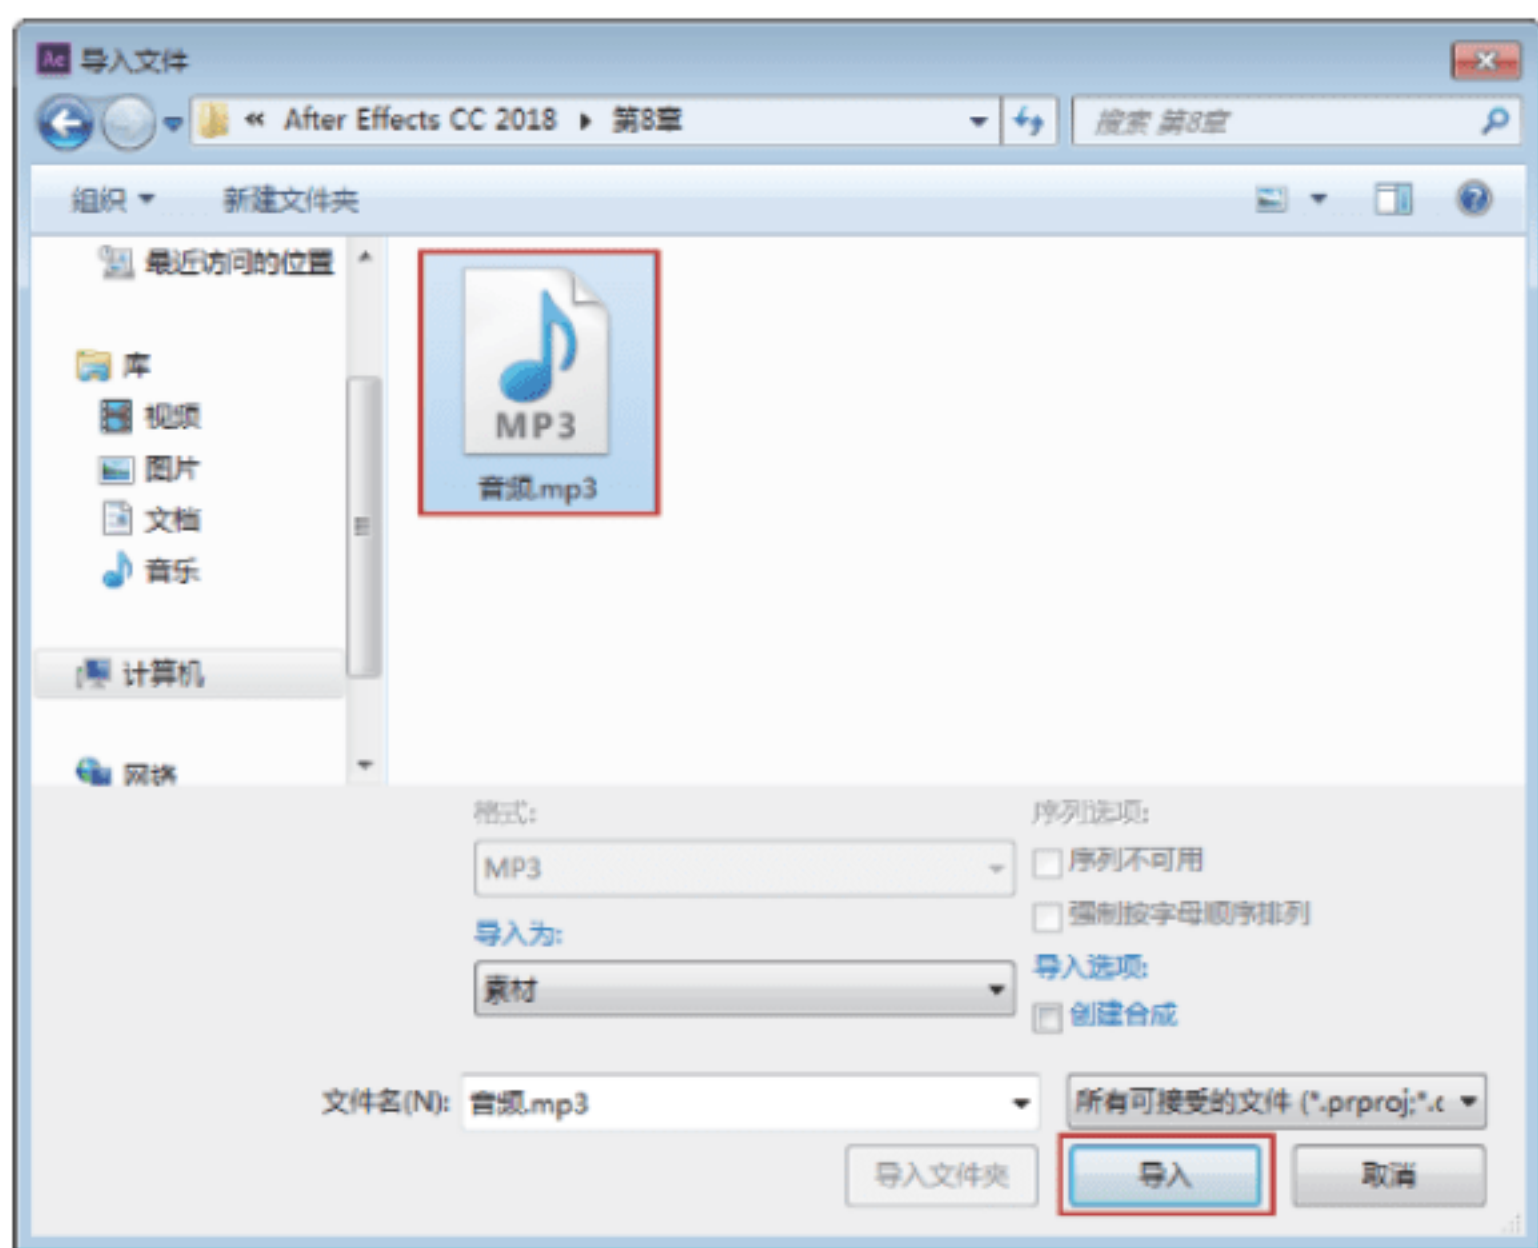 Ae 导入文件
« After Effects CC 2018 ▸ 第8章
搜索 第8章
组织 新建文件夹
最近访问的位置
库
视频
图片
文档
音乐
计算机
网络
MP3
音频.mp3
格式:
MP3
导入为:
素材
序列选项:
序列不可用
强制按字母顺序排列
导入选项:
创建合成
文件名(N): 音频.mp3
所有可接受的文件 (*.prproj;*.c
导入文件夹 导入 取消